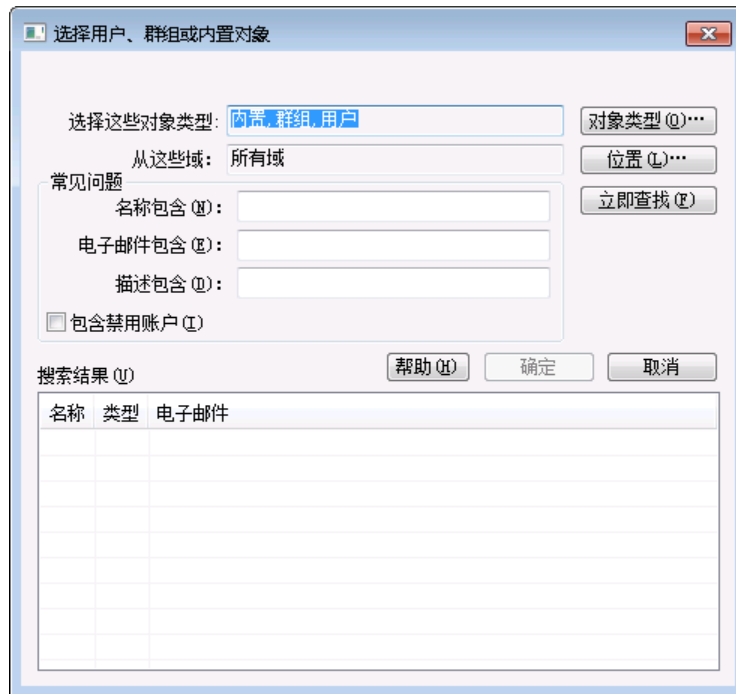 选择用户、群组或内置对象
选择这些对象类型: 内置,群组,用户 对象类型(O)…
从这些域: 所有域 位置(L)…
常见问题
名称包含(N): 立即查找(F)
电子邮件包含(E):
描述包含(D):
包含禁用账户(I)
搜索结果(U) 帮助(H) 确定 取消
名称 类型 电子邮件